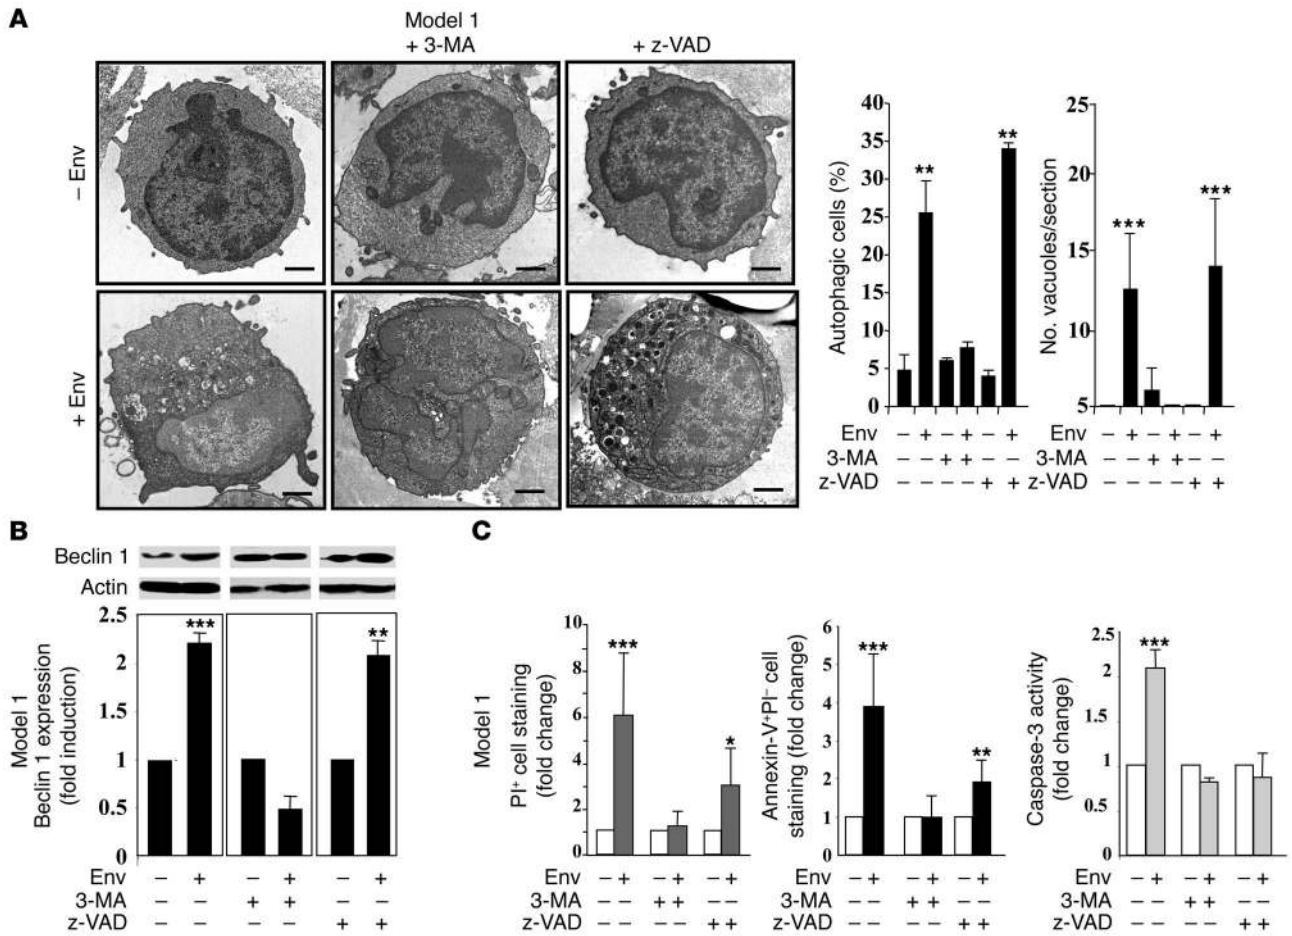 A
Model 1
+ 3-MA
+ z-VAD
– Env
+ Env
Autophagic cells (%)
40
35
30
25
20
15
10
5
0
**
**
Env – + – + – +
3-MA – – + + – –
z-VAD – – – – + +
No. vacuoles/section
25
20
15
10
5
***
***
Env – + – + – +
3-MA – – + + – –
z-VAD – – – – + +
B
Beclin 1
Actin
Model 1
Beclin 1 expression
(fold induction)
2.5
2
1
0.5
0
***
**
Env – + – + – +
3-MA – – + + – –
z-VAD – – – – + +
C
Model 1
PI+ cell staining
(fold change)
10
8
6
4
2
1
0
***
*
Env – + – + – +
3-MA – – + + – –
z-VAD – – – – + +
Annexin-V+PI– cell
staining (fold change)
6
5
4
3
2
1
0
***
**
Env – + – + – +
3-MA – – + + – –
z-VAD – – – – + +
Caspase-3 activity
(fold change)
2.5
2
1
0.5
0
***
Env – + – + – +
3-MA – – + + – –
z-VAD – – – – + +